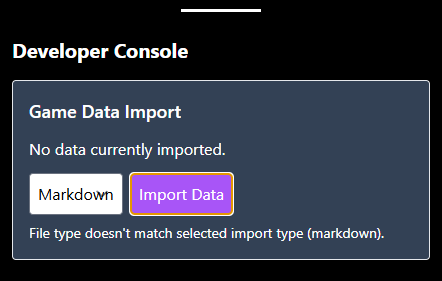 Developer Console
Game Data Import
No data currently imported.
Markdown
Import Data
File type doesn't match selected import type (markdown).